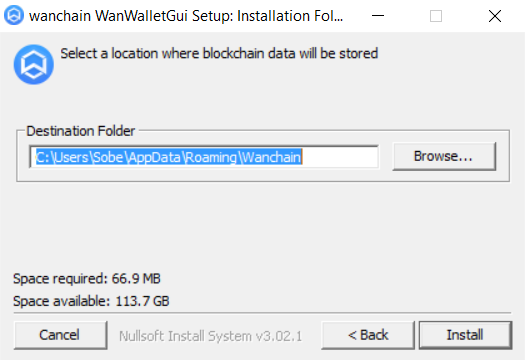 wanchain WanWalletGui Setup: Installation Fol...
Select a location where blockchain data will be stored
Destination Folder
C:\Users\Sobe\AppData\Roaming\Wanchain
Browse...
Space required: 66.9 MB
Space available: 113.7 GB
Cancel
Nullsoft Install System v3.02.1
< Back
Install